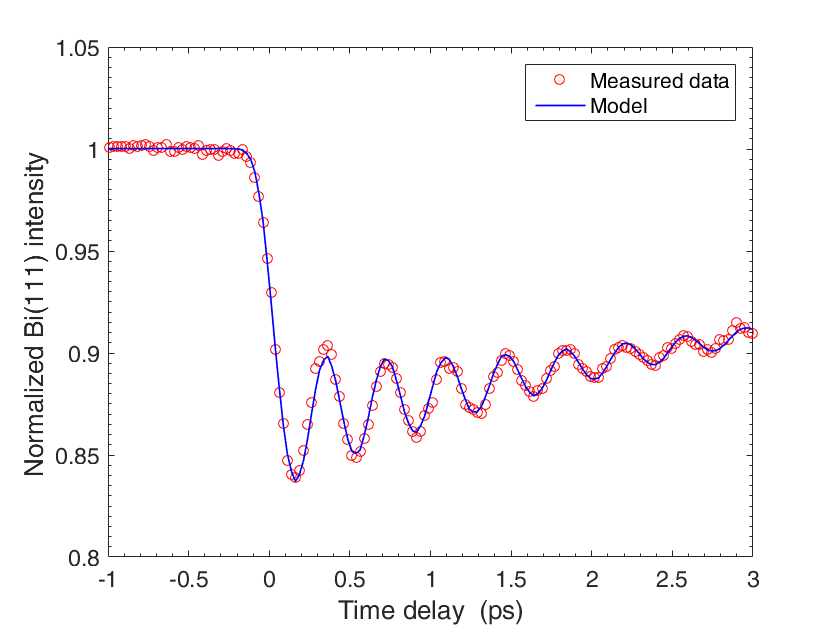 1.05
1
0.95
0.9
0.85
0.8
Normalized Bi(111) intensity
Measured data
Model
-1 -0.5 0 0.5 1 1.5 2 2.5 3
Time delay (ps)